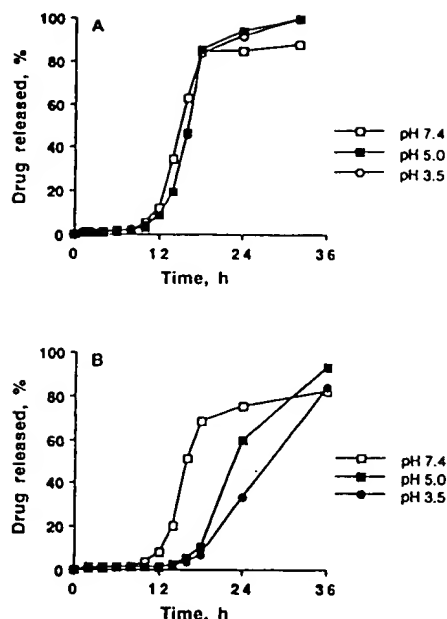 A
Drug released, %
100
80
60
40
20
0
0 12 24 36
Time, h
pH 7.4
pH 5.0
pH 3.5
B
Drug released, %
100
80
60
40
20
0
0 12 24 36
Time, h
pH 7.4
pH 5.0
pH 3.5